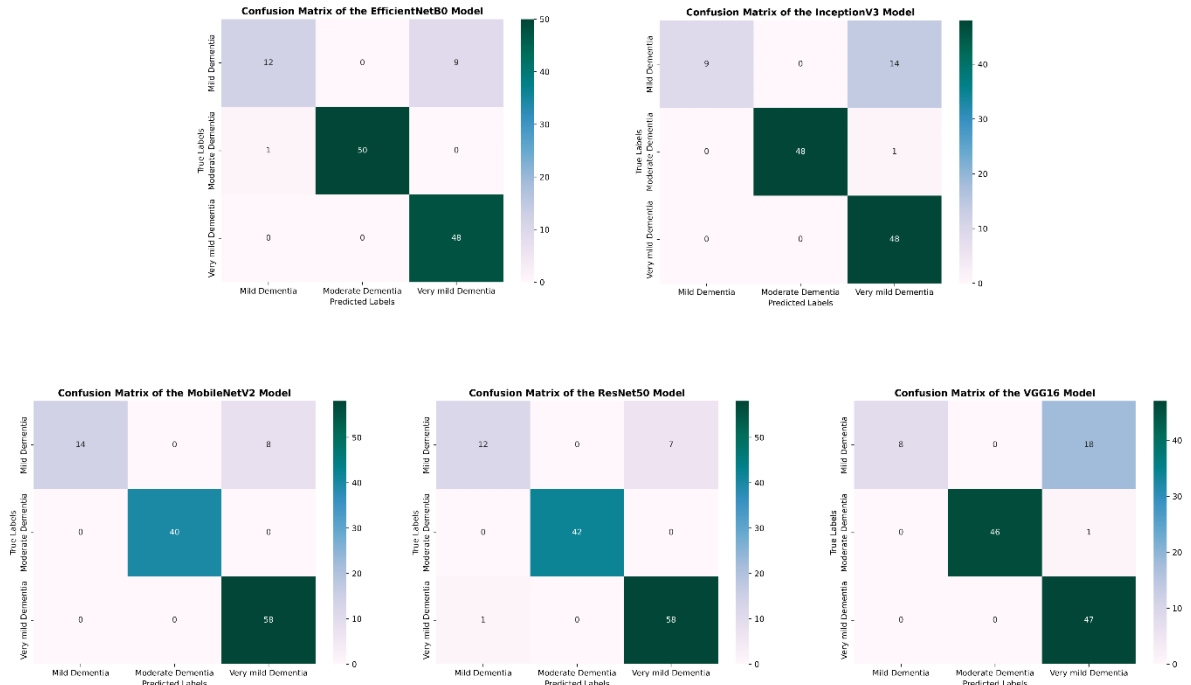 Confusion Matrix of the EfficientNetB0 Model
Mild Dementia
Moderate Dementia
Very mild Dementia
True Labels
12 0 9
1 50 0
0 0 48
Mild Dementia Moderate Dementia Very mild Dementia
Predicted Labels
50
40
30
20
10
0
Confusion Matrix of the InceptionV3 Model
Mild Dementia
Moderate Dementia
Very mild Dementia
True Labels
9 0 14
0 48 1
0 0 48
Mild Dementia Moderate Dementia Very mild Dementia
Predicted Labels
40
30
20
10
0
Confusion Matrix of the MobileNetV2 Model
Mild Dementia
Moderate Dementia
Very mild Dementia
True Labels
14 0 8
0 40 0
0 0 58
Mild Dementia Moderate Dementia Very mild Dementia
Predicted Labels
50
40
30
20
10
0
Confusion Matrix of the ResNet50 Model
Mild Dementia
Moderate Dementia
Very mild Dementia
True Labels
12 0 7
0 42 0
1 0 58
Mild Dementia Moderate Dementia Very mild Dementia
Predicted Labels
50
40
30
20
10
0
Confusion Matrix of the VGG16 Model
Mild Dementia
Moderate Dementia
Very mild Dementia
True Labels
8 0 18
0 46 1
0 0 47
Mild Dementia Moderate Dementia Very mild Dementia
Predicted Labels
40
30
20
10
0